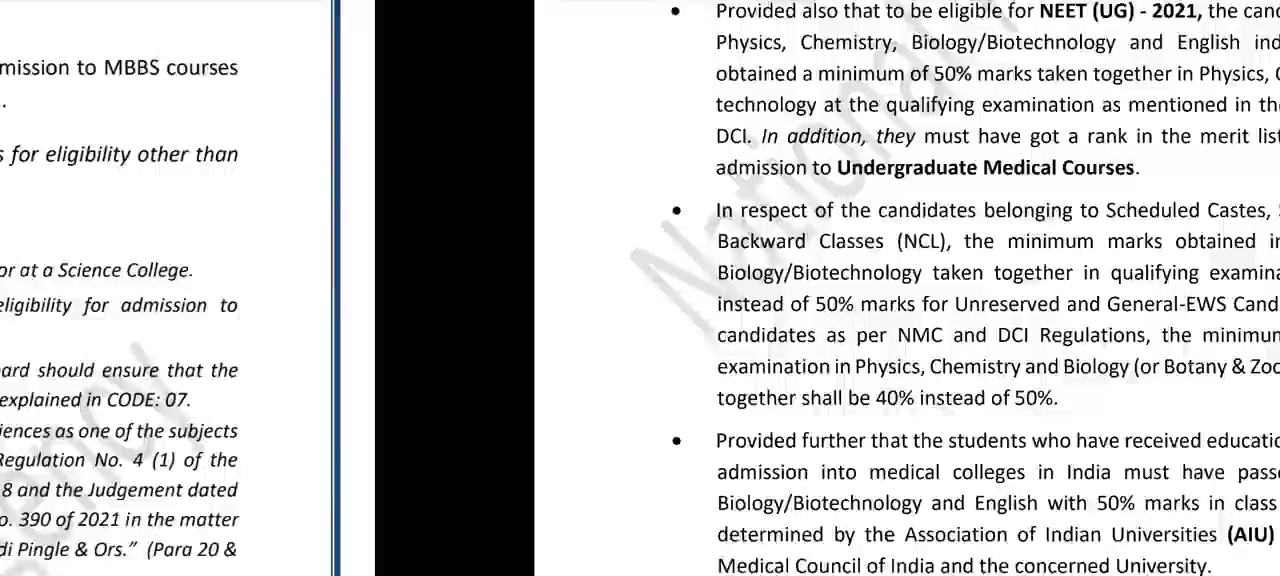 mission to MBBS courses
..
s for eligibility other than
or at a Science College.
eligibility for admission to
ard should ensure that the
explained in CODE: 07.
iences as one of the subjects
Regulation No. 4 (1) of the
8 and the Judgement dated
o. 390 of 2021 in the matter
di Pingle & Ors.” (Para 20 &
ency
• Provided also that to be eligible for NEET (UG) - 2021, the cand
Physics, Chemistry, Biology/Biotechnology and English ind
obtained a minimum of 50% marks taken together in Physics, C
technology at the qualifying examination as mentioned in the
DCI. In addition, they must have got a rank in the merit list
admission to Undergraduate Medical Courses.
• In respect of the candidates belonging to Scheduled Castes, S
Backward Classes (NCL), the minimum marks obtained in
Biology/Biotechnology taken together in qualifying examina
instead of 50% marks for Unreserved and General-EWS Cand
candidates as per NMC and DCI Regulations, the minimum
examination in Physics, Chemistry and Biology (or Botany & Zoo
together shall be 40% instead of 50%.
• Provided further that the students who have received educatio
admission into medical colleges in India must have passe
Biology/Biotechnology and English with 50% marks in class
determined by the Association of Indian Universities (AIU)
Medical Council of India and the concerned University.
National